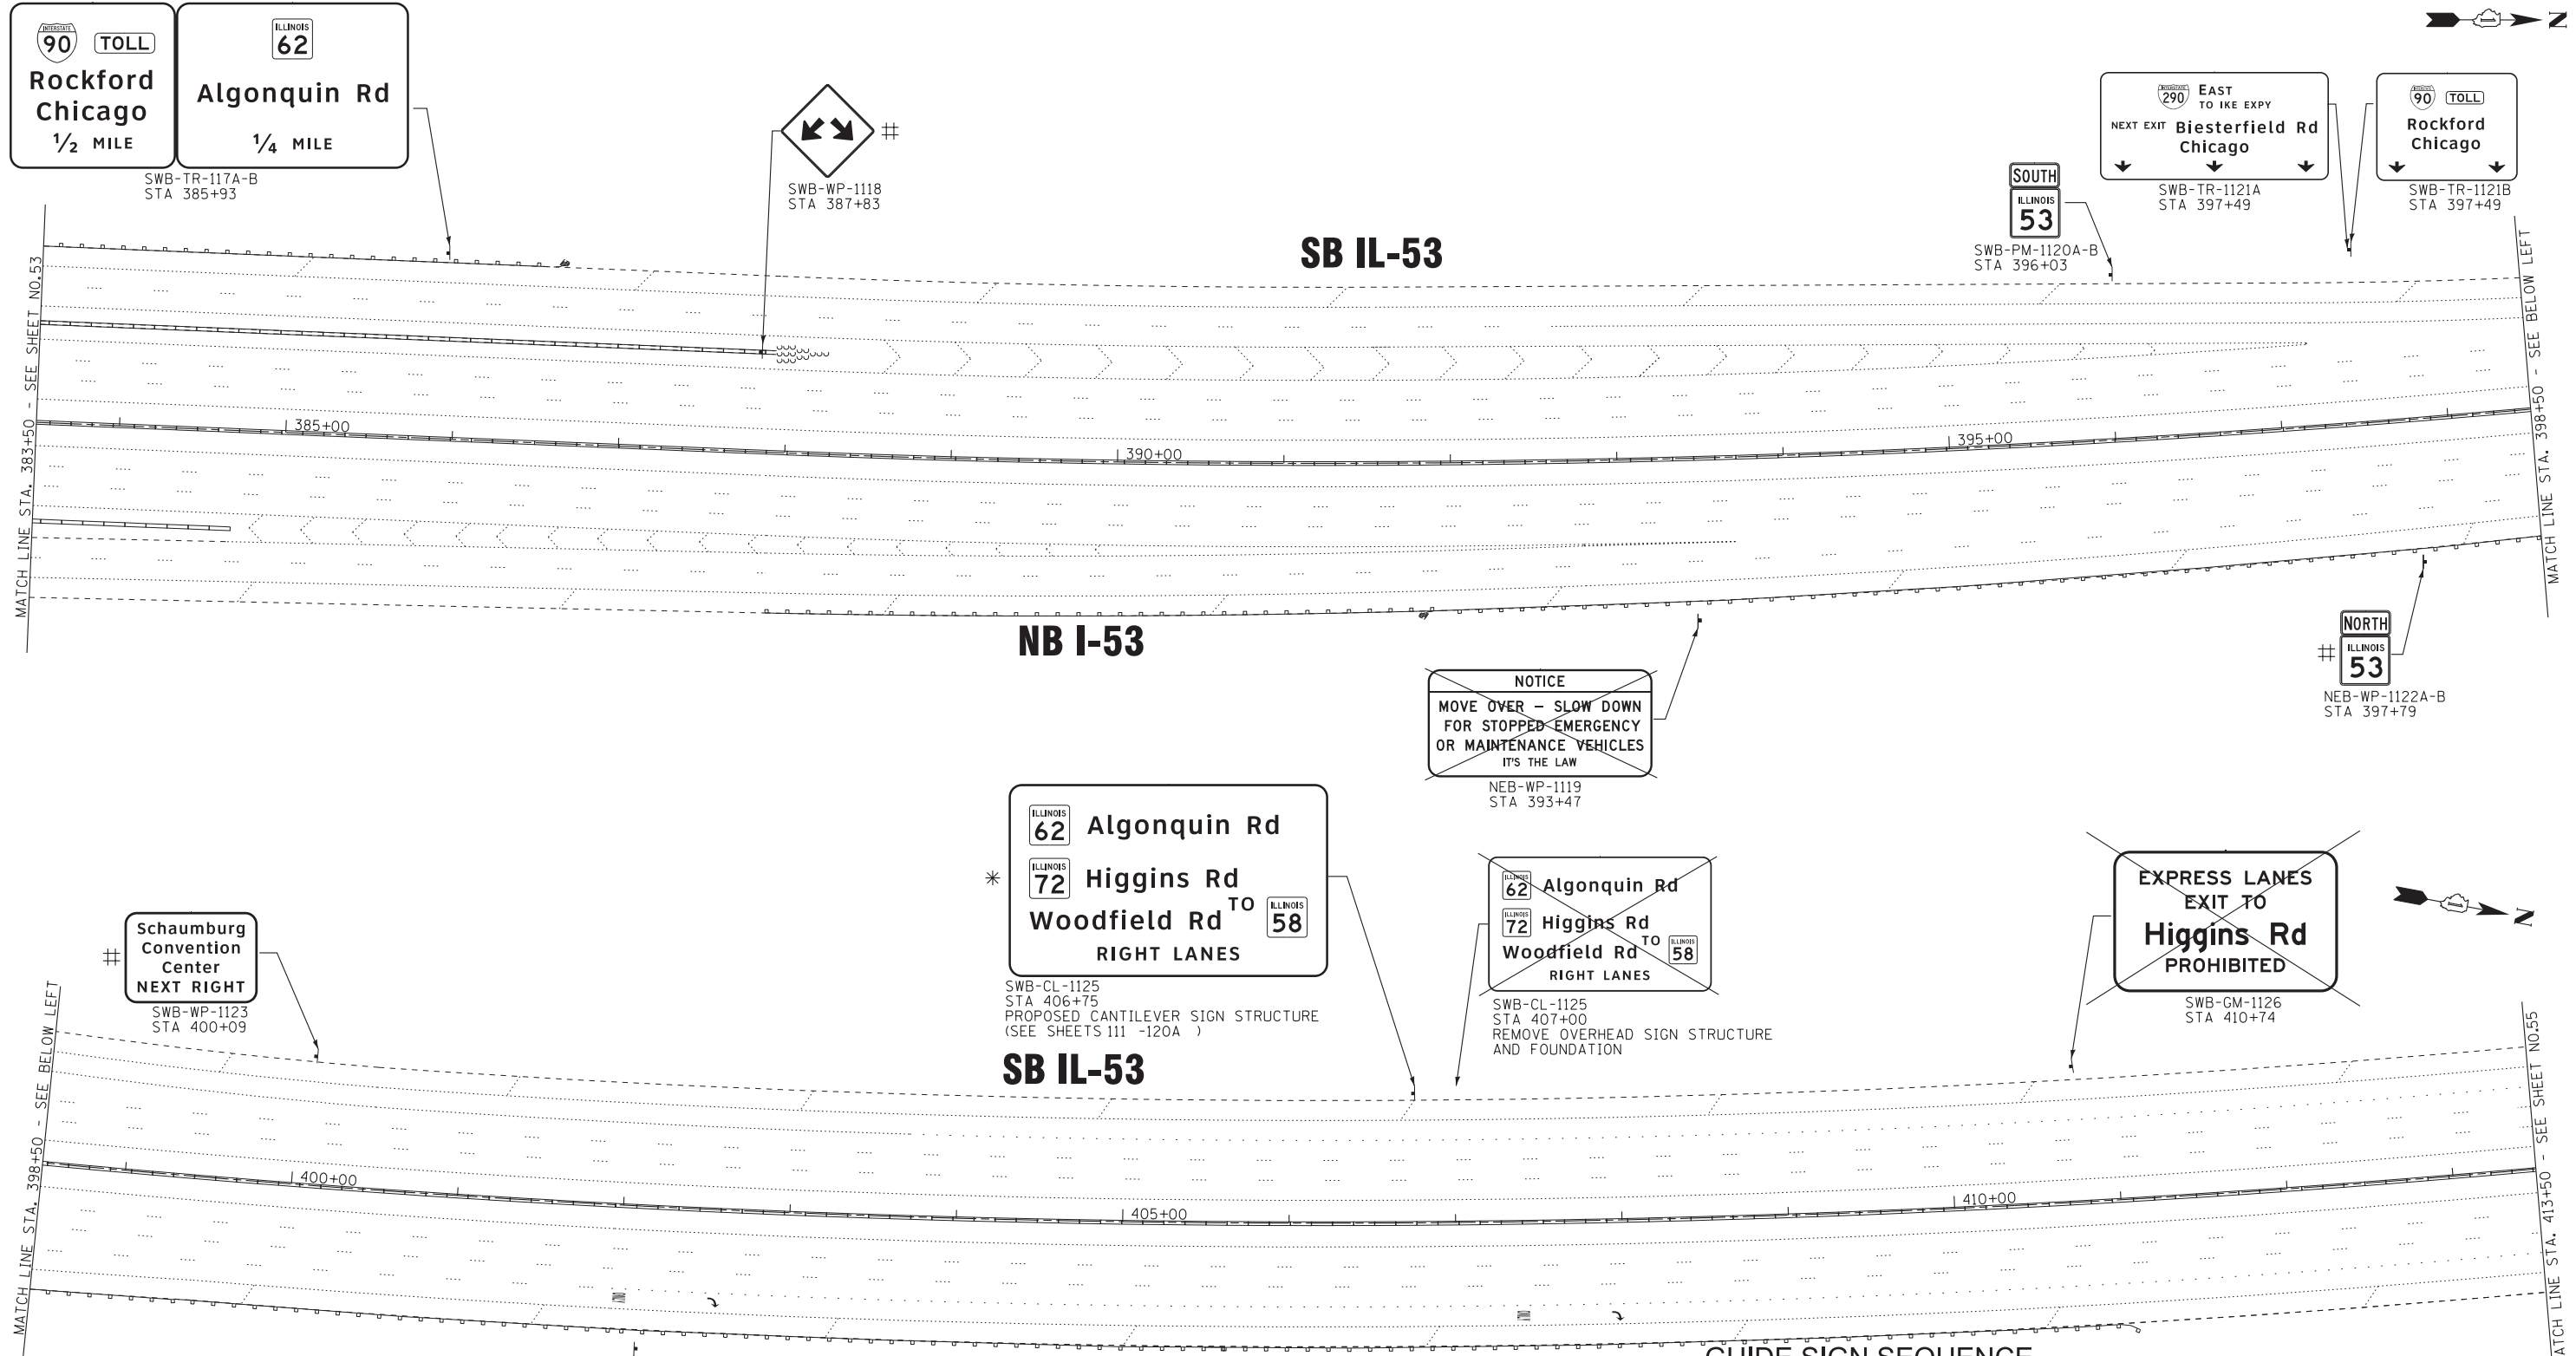 INTERSTATE
90 TOLL
Rockford
Chicago
1/2 MILE
ILLINOIS
62
Algonquin Rd
1/4 MILE
SWB-TR-117A-B
STA 385+93
#
SWB-WP-1118
STA 387+83
N
SOUTH
ILLINOIS
53
SWB-PM-1120A-B
STA 396+03
INTERSTATE
290 EAST
TO IKE EXPY
NEXT EXIT Biesterfield Rd
Chicago
SWB-TR-1121A
STA 397+49
INTERSTATE
90 TOLL
Rockford
Chicago
SWB-TR-1121B
STA 397+49
SB IL-53
MATCH LINE STA. 383+50 - SEE SHEET NO.53
385+00
390+00
395+00
MATCH LINE STA. 398+50 - SEE BELOW LEFT
NB I-53
NOTICE
MOVE OVER – SLOW DOWN
FOR STOPPED EMERGENCY
OR MAINTENANCE VEHICLES
IT'S THE LAW
NEB-WP-1119
STA 393+47
NORTH
# ILLINOIS
53
NEB-WP-1122A-B
STA 397+79
#
Schaumburg
Convention
Center
NEXT RIGHT
SWB-WP-1123
STA 400+09
*
ILLINOIS
62 Algonquin Rd
ILLINOIS
72 Higgins Rd
Woodfield Rd TO ILLINOIS 58
RIGHT LANES
SWB-CL-1125
STA 406+75
PROPOSED CANTILEVER SIGN STRUCTURE
(SEE SHEETS 111 -120A )
ILLINOIS
62 Algonquin Rd
ILLINOIS
72 Higgins Rd
Woodfield Rd TO ILLINOIS 58
RIGHT LANES
SWB-CL-1125
STA 407+00
REMOVE OVERHEAD SIGN STRUCTURE
AND FOUNDATION
EXPRESS LANES
EXIT TO
Higgins Rd
PROHIBITED
SWB-GM-1126
STA 410+74
N
SB IL-53
MATCH LINE STA. 398+50 - SEE BELOW LEFT
400+00
405+00
410+00
MATCH LINE STA. 413+50 - SEE SHEET NO.55
GUIDE SIGN SEQUENCE